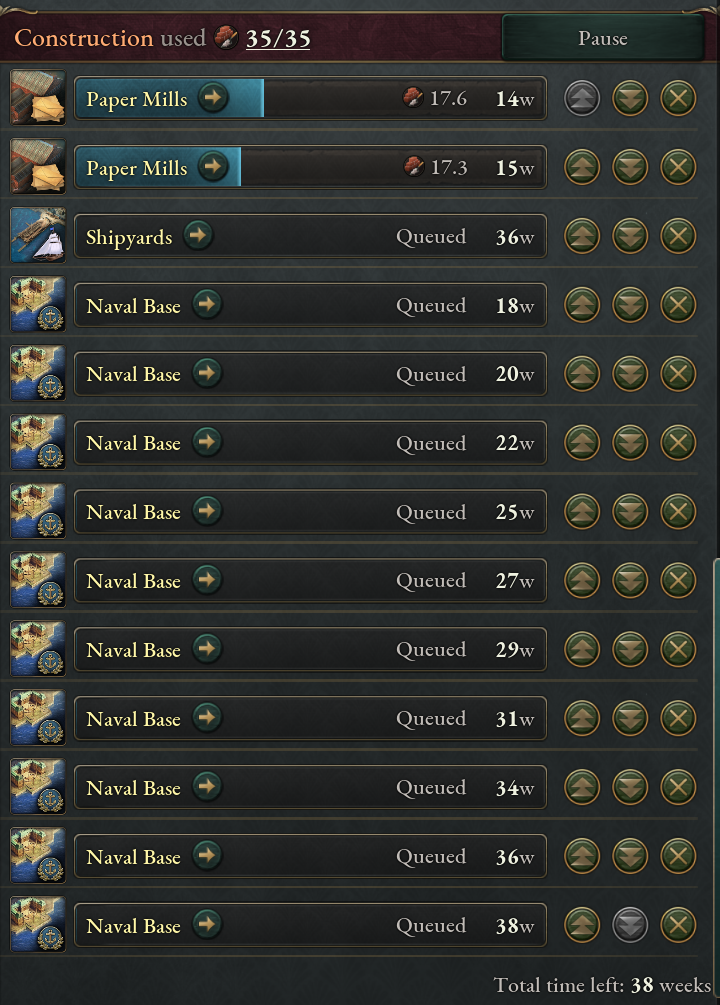 Construction used 35/35 Pause
Paper Mills 17.6 14w
Paper Mills 17.3 15w
Shipyards Queued 36w
Naval Base Queued 18w
Naval Base Queued 20w
Naval Base Queued 22w
Naval Base Queued 25w
Naval Base Queued 27w
Naval Base Queued 29w
Naval Base Queued 31w
Naval Base Queued 34w
Naval Base Queued 36w
Naval Base Queued 38w
Total time left: 38 weeks